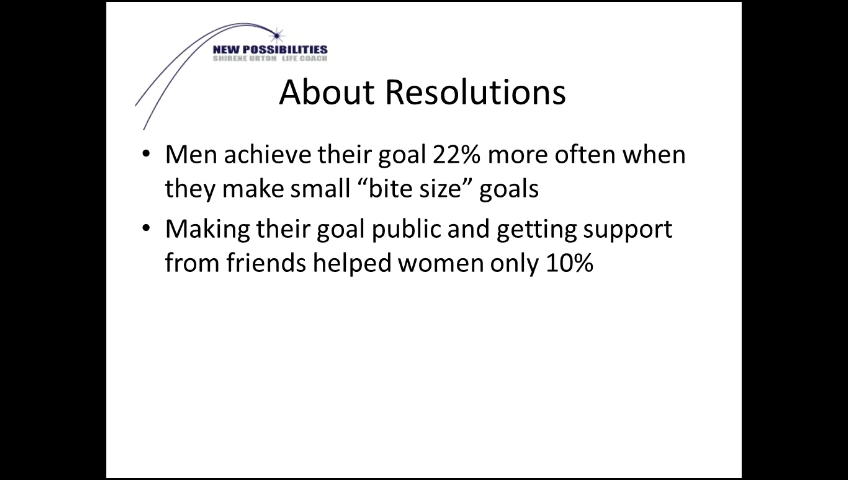 NEW POSSIBILITIES
SHIRENE URTON LIFE COACH
About Resolutions
• Men achieve their goal 22% more often when
they make small “bite size” goals
• Making their goal public and getting support
from friends helped women only 10%